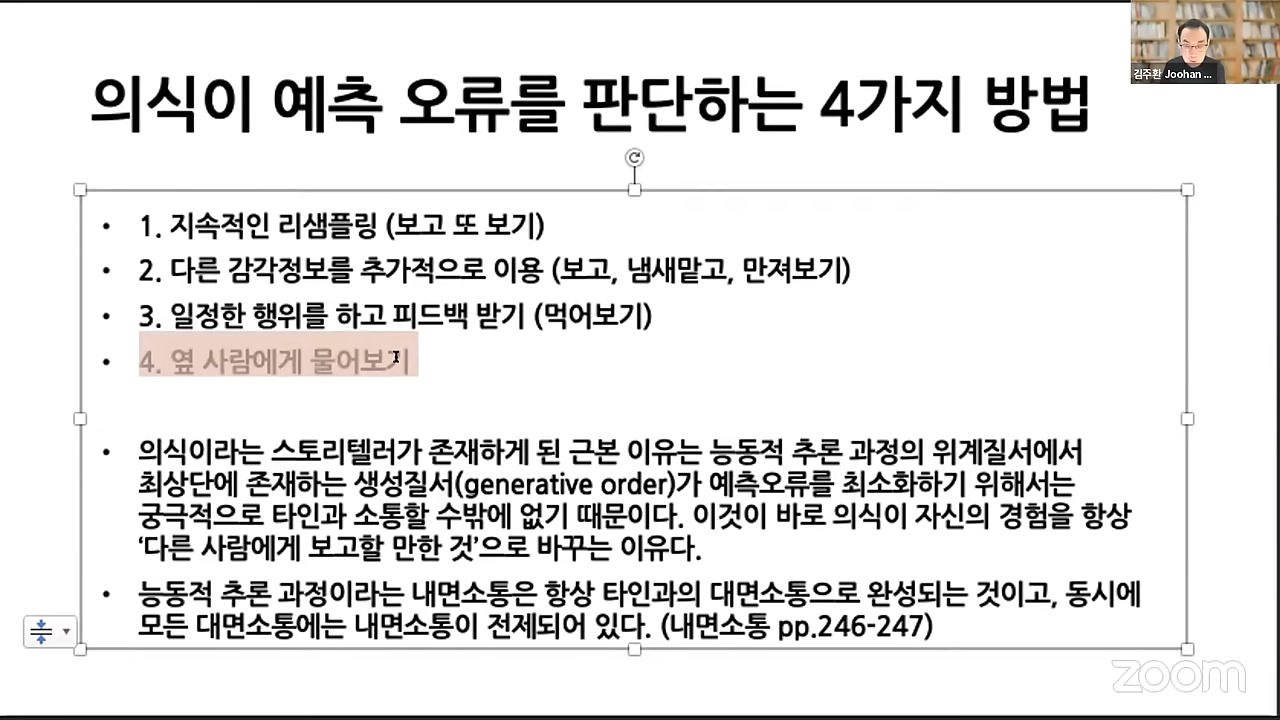 김주환 Joohan ...
의식이 예측 오류를 판단하는 4가지 방법
• 1. 지속적인 리샘플링 (보고 또 보기)
• 2. 다른 감각정보를 추가적으로 이용 (보고, 냄새맡고, 만져보기)
• 3. 일정한 행위를 하고 피드백 받기 (먹어보기)
• 4. 옆 사람에게 물어보기
• 의식이라는 스토리텔러가 존재하게 된 근본 이유는 능동적 추론 과정의 위계질서에서
최상단에 존재하는 생성질서(generative order)가 예측오류를 최소화하기 위해서는
궁극적으로 타인과 소통할 수밖에 없기 때문이다. 이것이 바로 의식이 자신의 경험을 항상
‘다른 사람에게 보고할 만한 것’으로 바꾸는 이유다.
• 능동적 추론 과정이라는 내면소통은 항상 타인과의 대면소통으로 완성되는 것이고, 동시에
모든 대면소통에는 내면소통이 전제되어 있다. (내면소통 pp.246-247)
zoom